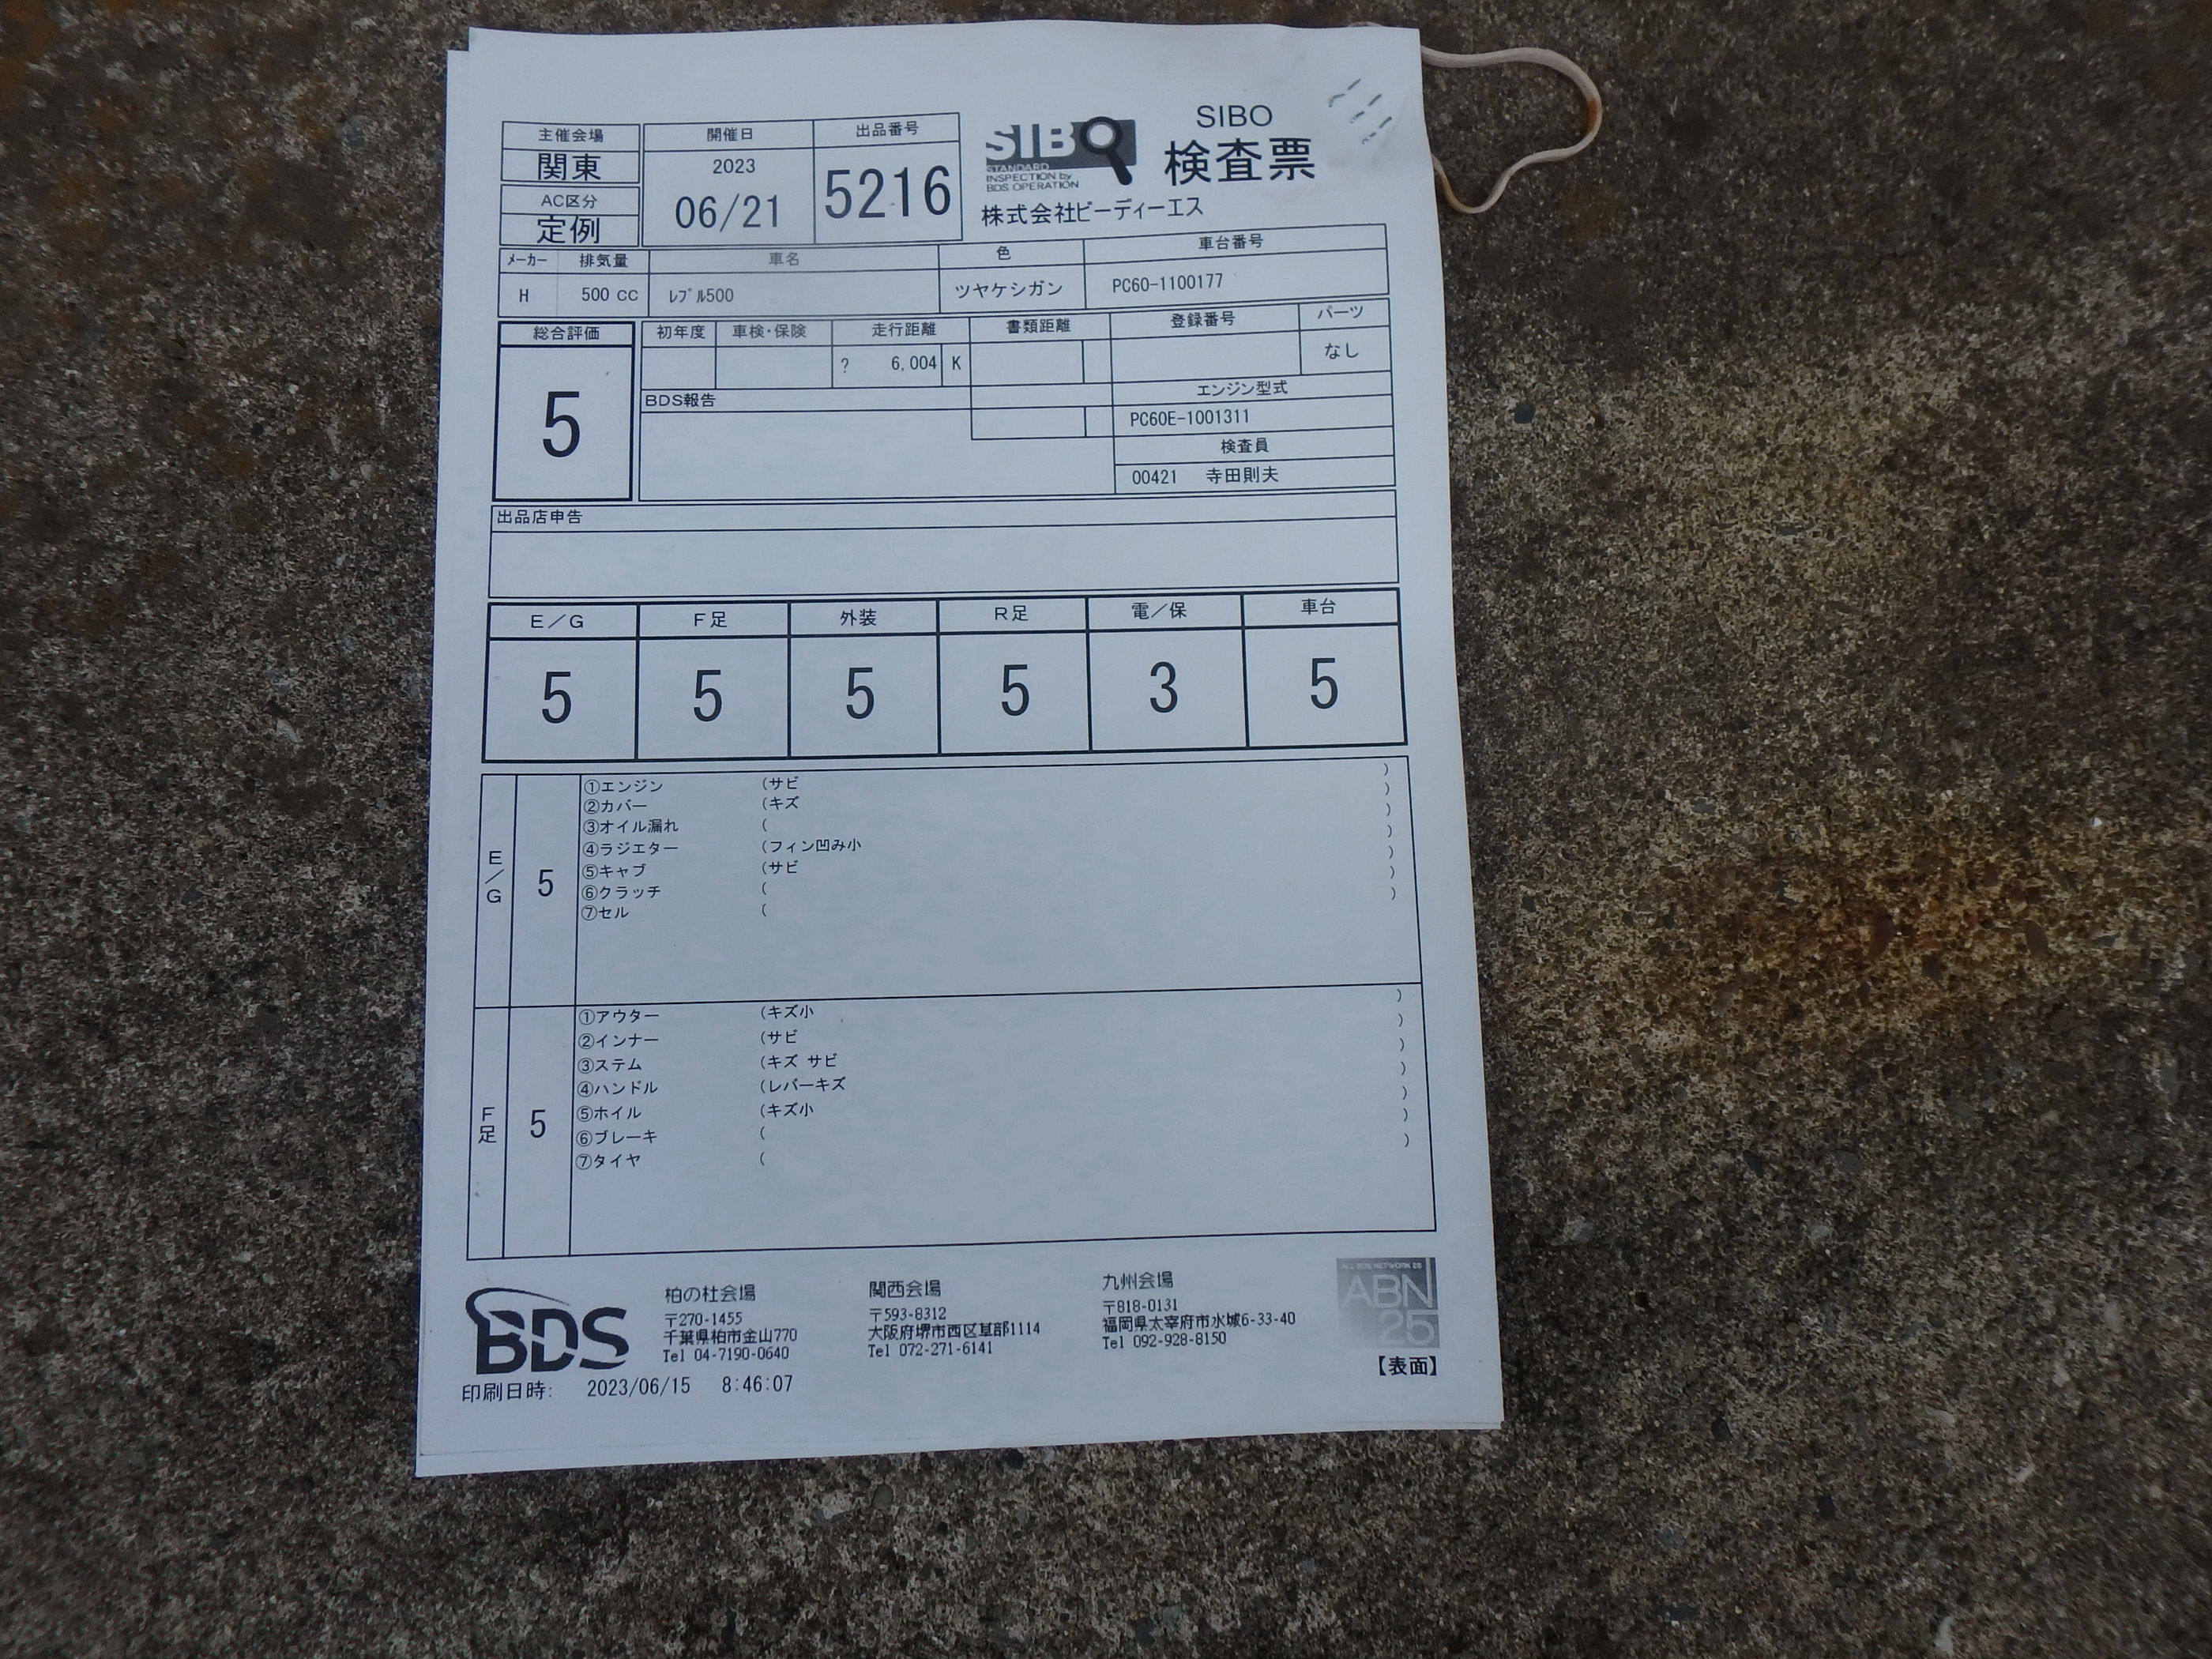 主催会場
関東
AC区分
定例
開催日
2023
06/21
出品番号
5216
SIBO
STANDARD
INSPECTION by
BDS OPERATION
SIBO
検査票
株式会社ビーディーエス
メーカー 排気量 車名 色 車台番号
H 500 CC ﾚﾌﾞﾙ500 ツヤケシガン PC60-1100177
総合評価
5
初年度 車検・保険 走行距離 書類距離 登録番号 パーツ
? 6,004 K なし
BDS報告
エンジン型式
PC60E-1001311
検査員
00421 寺田則夫
出品店申告
E／G F足 外装 R足 電／保 車台
5 5 5 5 3 5
E／G
5
①エンジン (サビ )
②カバー (キズ )
③オイル漏れ ( )
④ラジエター (フィン凹み小 )
⑤キャブ (サビ )
⑥クラッチ ( )
⑦セル ( )
F足
5
①アウター (キズ小 )
②インナー (サビ )
③ステム (キズ サビ )
④ハンドル (レバーキズ )
⑤ホイル (キズ小 )
⑥ブレーキ ( )
⑦タイヤ ( )
BDS
柏の杜会場
〒270-1455
千葉県柏市金山770
Tel 04-7190-0640
関西会場
〒593-8312
大阪府堺市西区草部1114
Tel 072-271-6141
九州会場
〒818-0131
福岡県太宰府市水城6-33-40
Tel 092-928-8150
ALL BDS NETWORK 25
ABN
25
【表面】
印刷日時: 2023/06/15 8:46:07